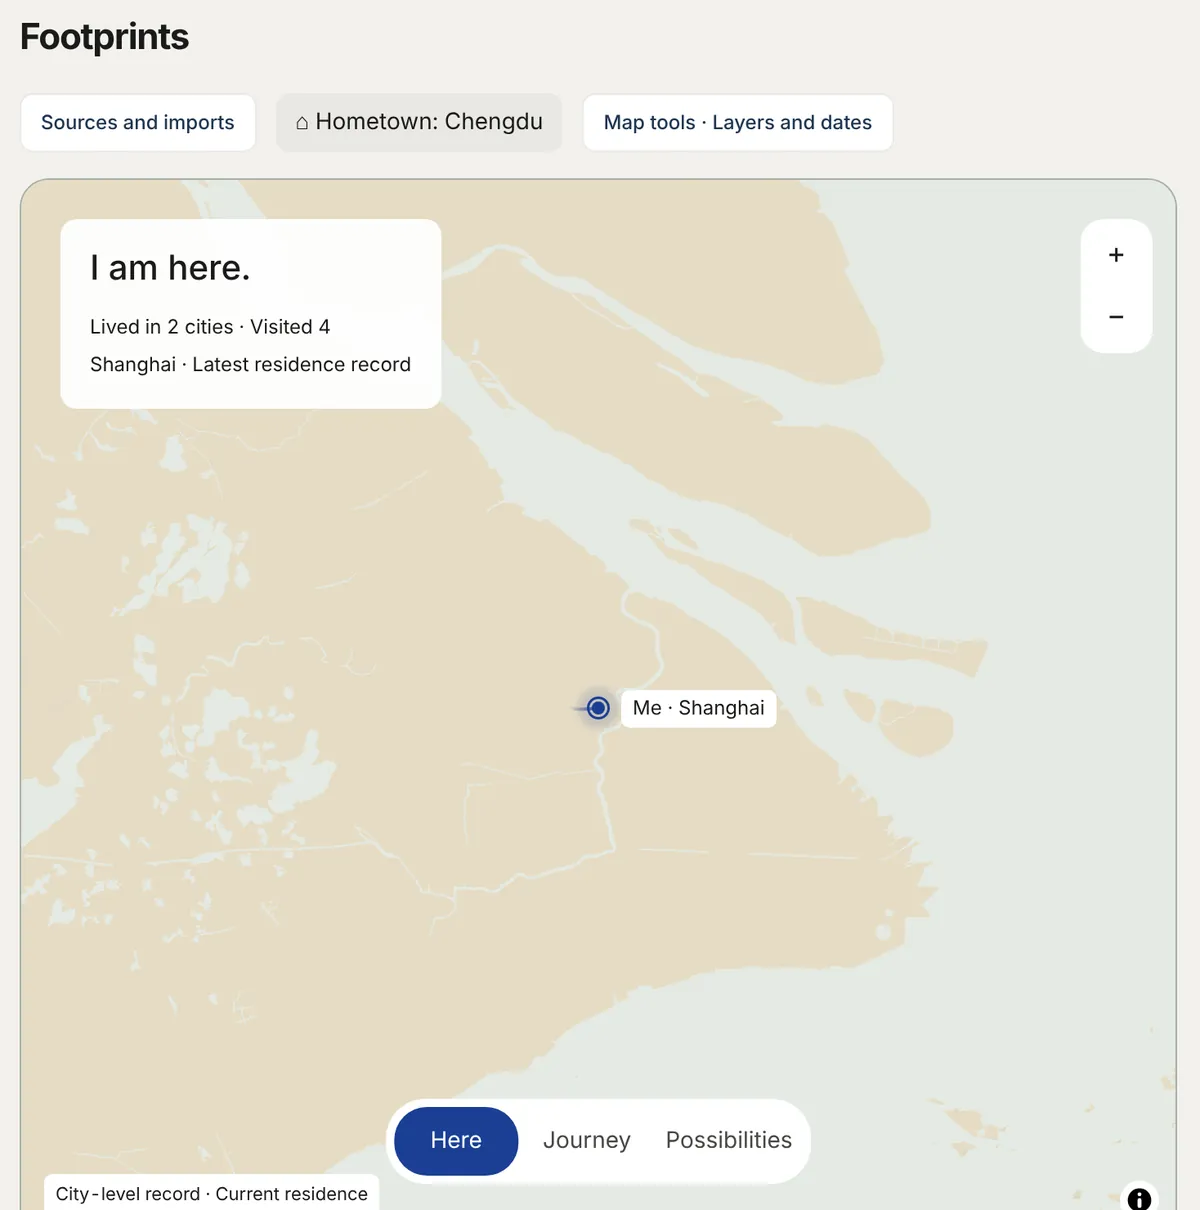 Footprints
Sources and imports
⌂ Hometown: Chengdu
Map tools · Layers and dates
I am here.
Lived in 2 cities · Visited 4
Shanghai · Latest residence record
+
−
Me · Shanghai
Here
Journey
Possibilities
City-level record · Current residence